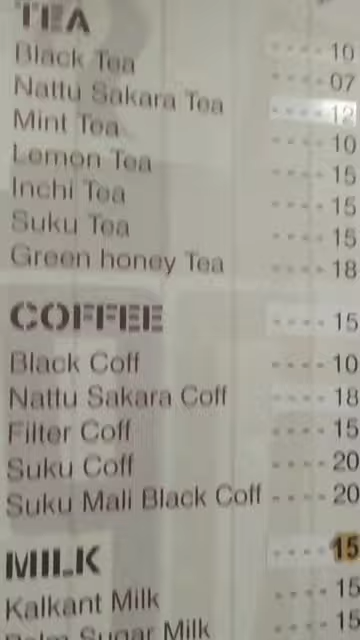 TEA ---- 10
Black Tea ---- 07
Nattu Sakara Tea ---- 12
Mint Tea ---- 10
Lemon Tea ---- 15
Inchi Tea ---- 15
Suku Tea ---- 15
Green honey Tea ---- 18
COFFEE ---- 15
Black Coff ---- 10
Nattu Sakara Coff ---- 18
Filter Coff ---- 15
Suku Coff ---- 20
Suku Mali Black Coff ---- 20
MILK ---- 15
Kalkant Milk ---- 15
Palm Sugar Milk ---- 15